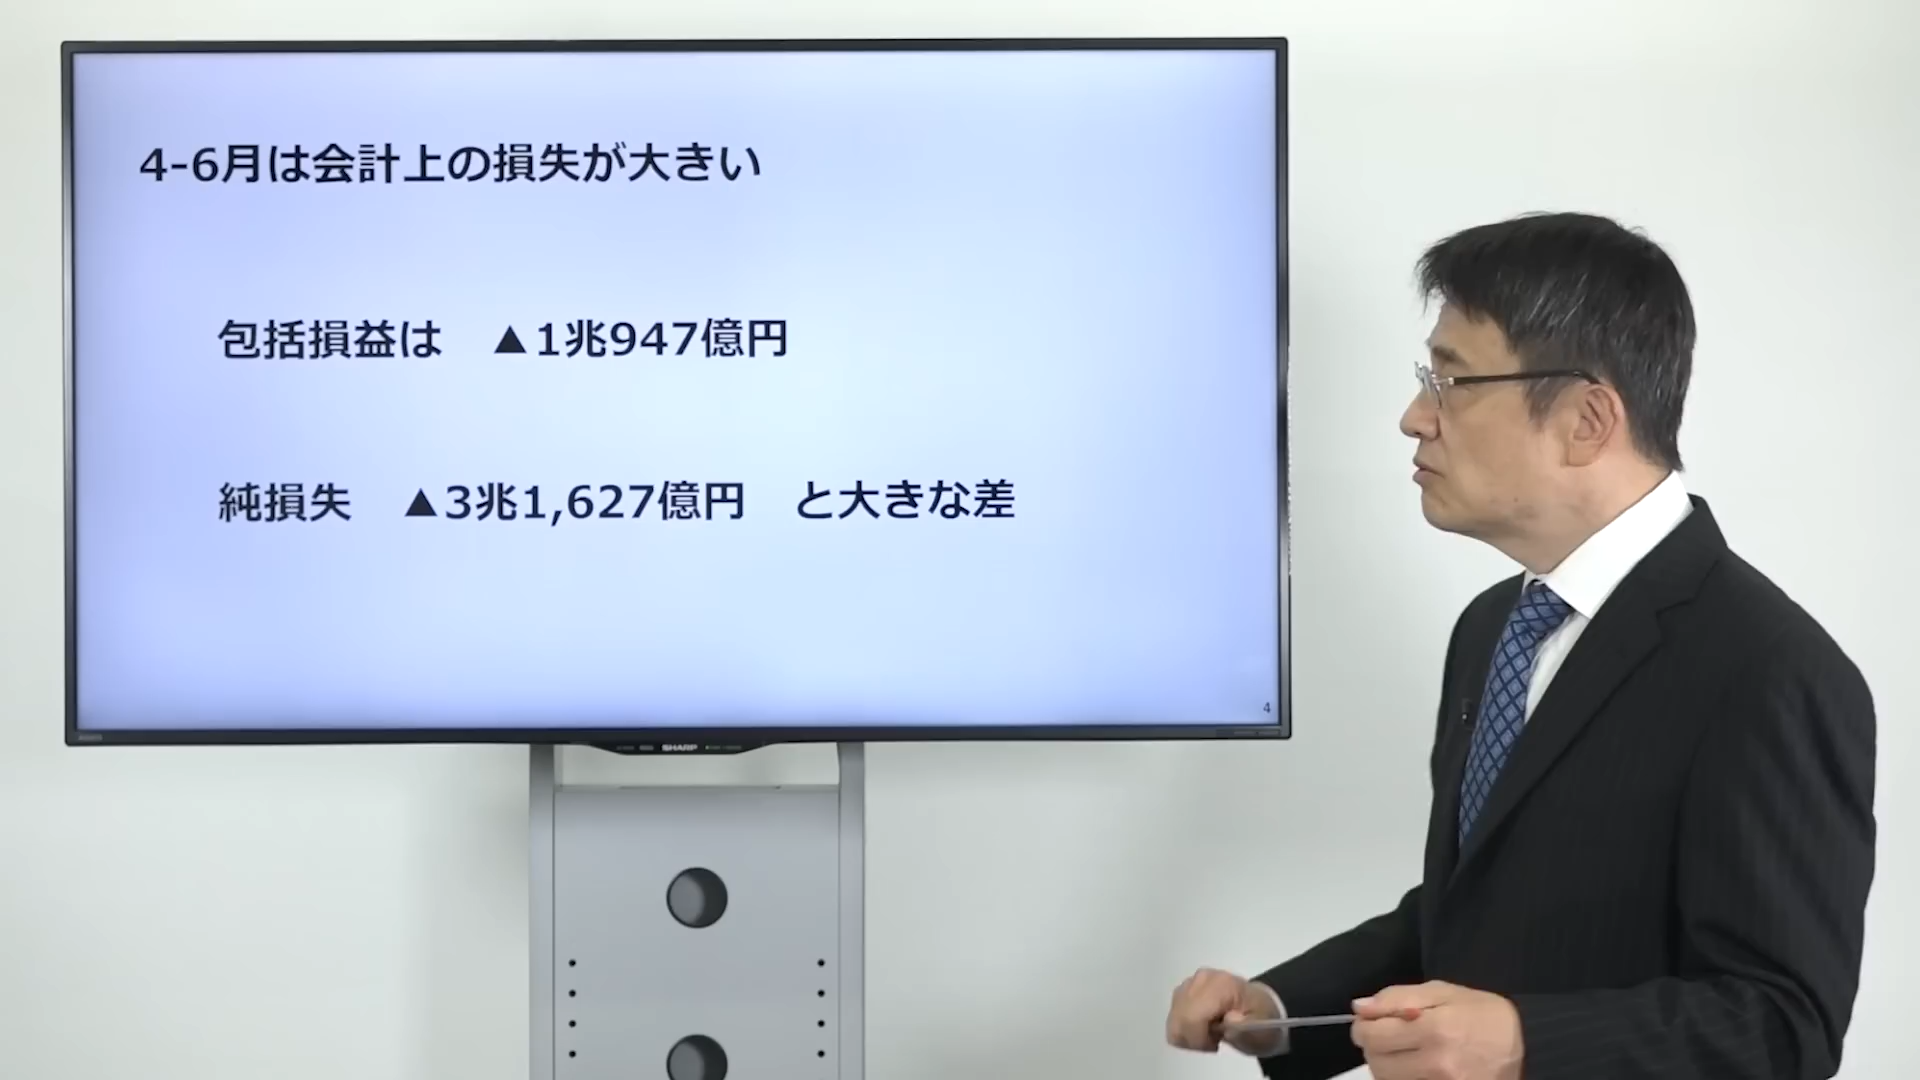 4-6月は会計上の損失が大きい
包括損益は ▲1兆947億円
純損失 ▲3兆1,627億円 と大きな差
4
SHARP